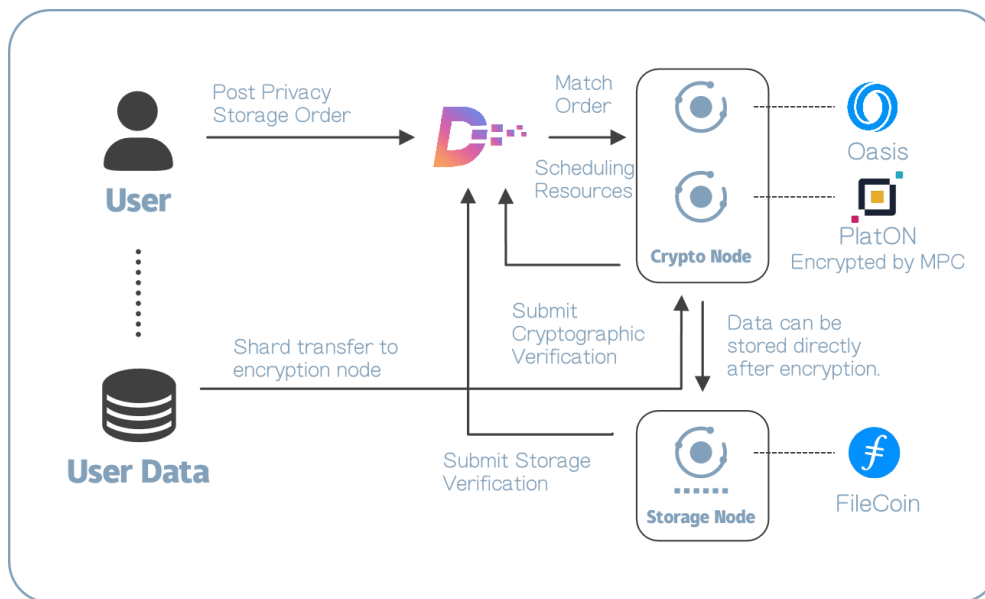 Post Privacy
Storage Order
Match
Order
Scheduling
Resources
User
Oasis
PlatON
Encrypted by MPC
Crypto Node
Submit
Cryptographic
Verification
Data can be
stored directly
after encryption.
Shard transfer to
encryption node
User Data
Submit Storage
Verification
Storage Node
FileCoin